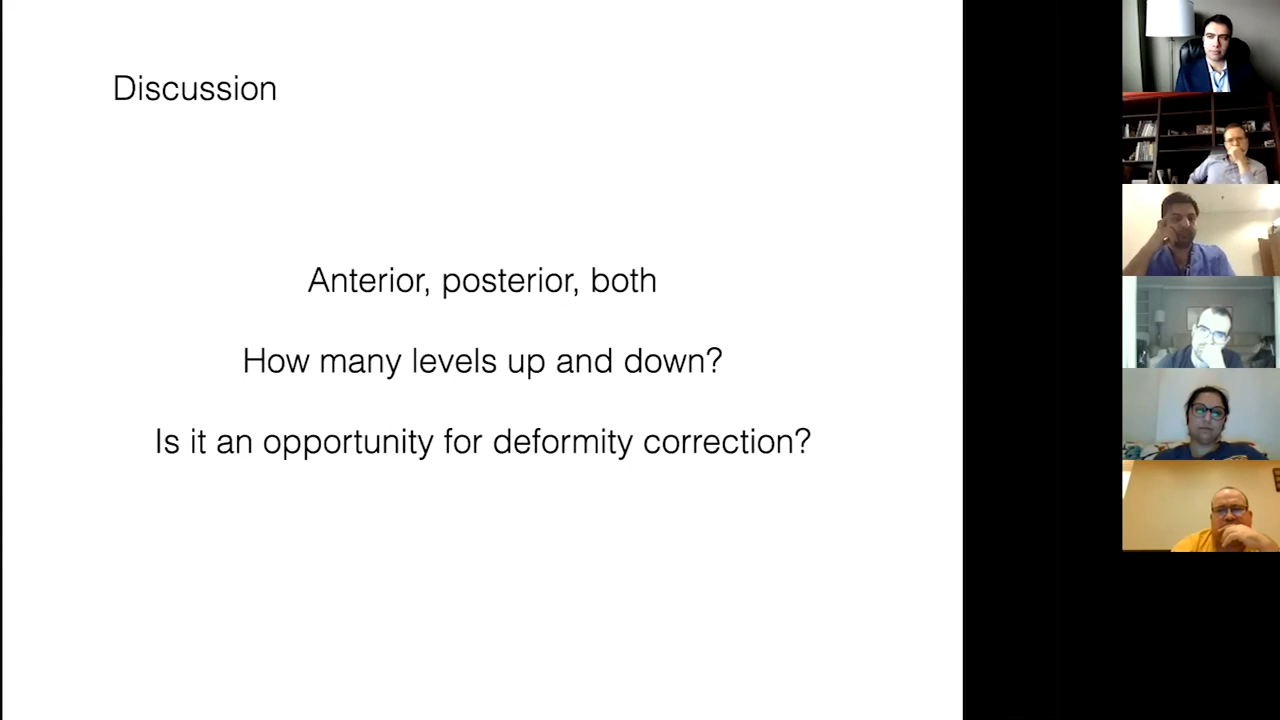 Discussion
Anterior, posterior, both
How many levels up and down?
Is it an opportunity for deformity correction?